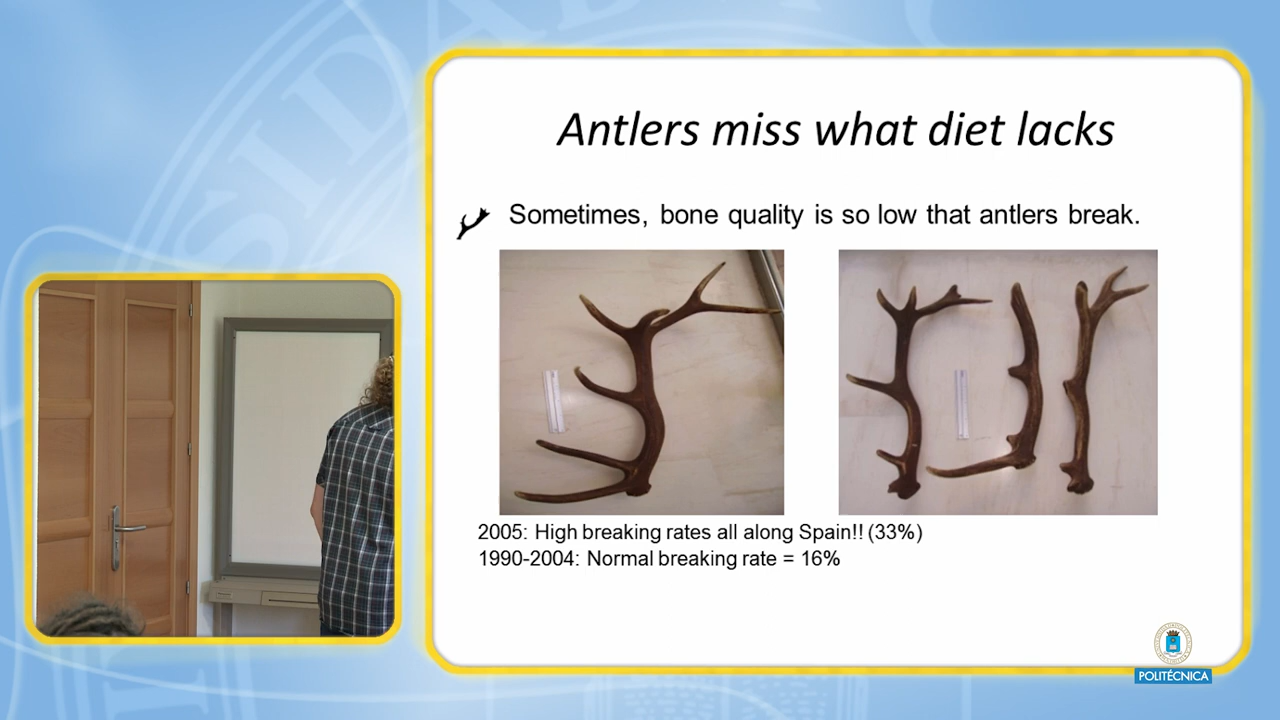 Antlers miss what diet lacks
Sometimes, bone quality is so low that antlers break.
2005: High breaking rates all along Spain!! (33%)
1990-2004: Normal breaking rate = 16%
POLITÉCNICA